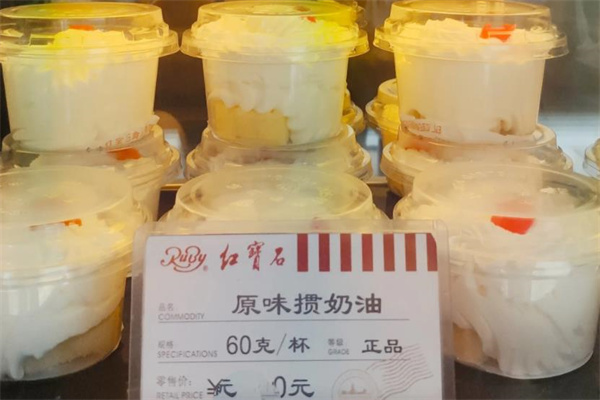 Ruby® 红寶石
品名: 原味掼奶油
COMMODITY
规格: 60克/杯 等级: 正品
SPECIFICATIONS GRADE
零售价: 元
RETAIL PRICE